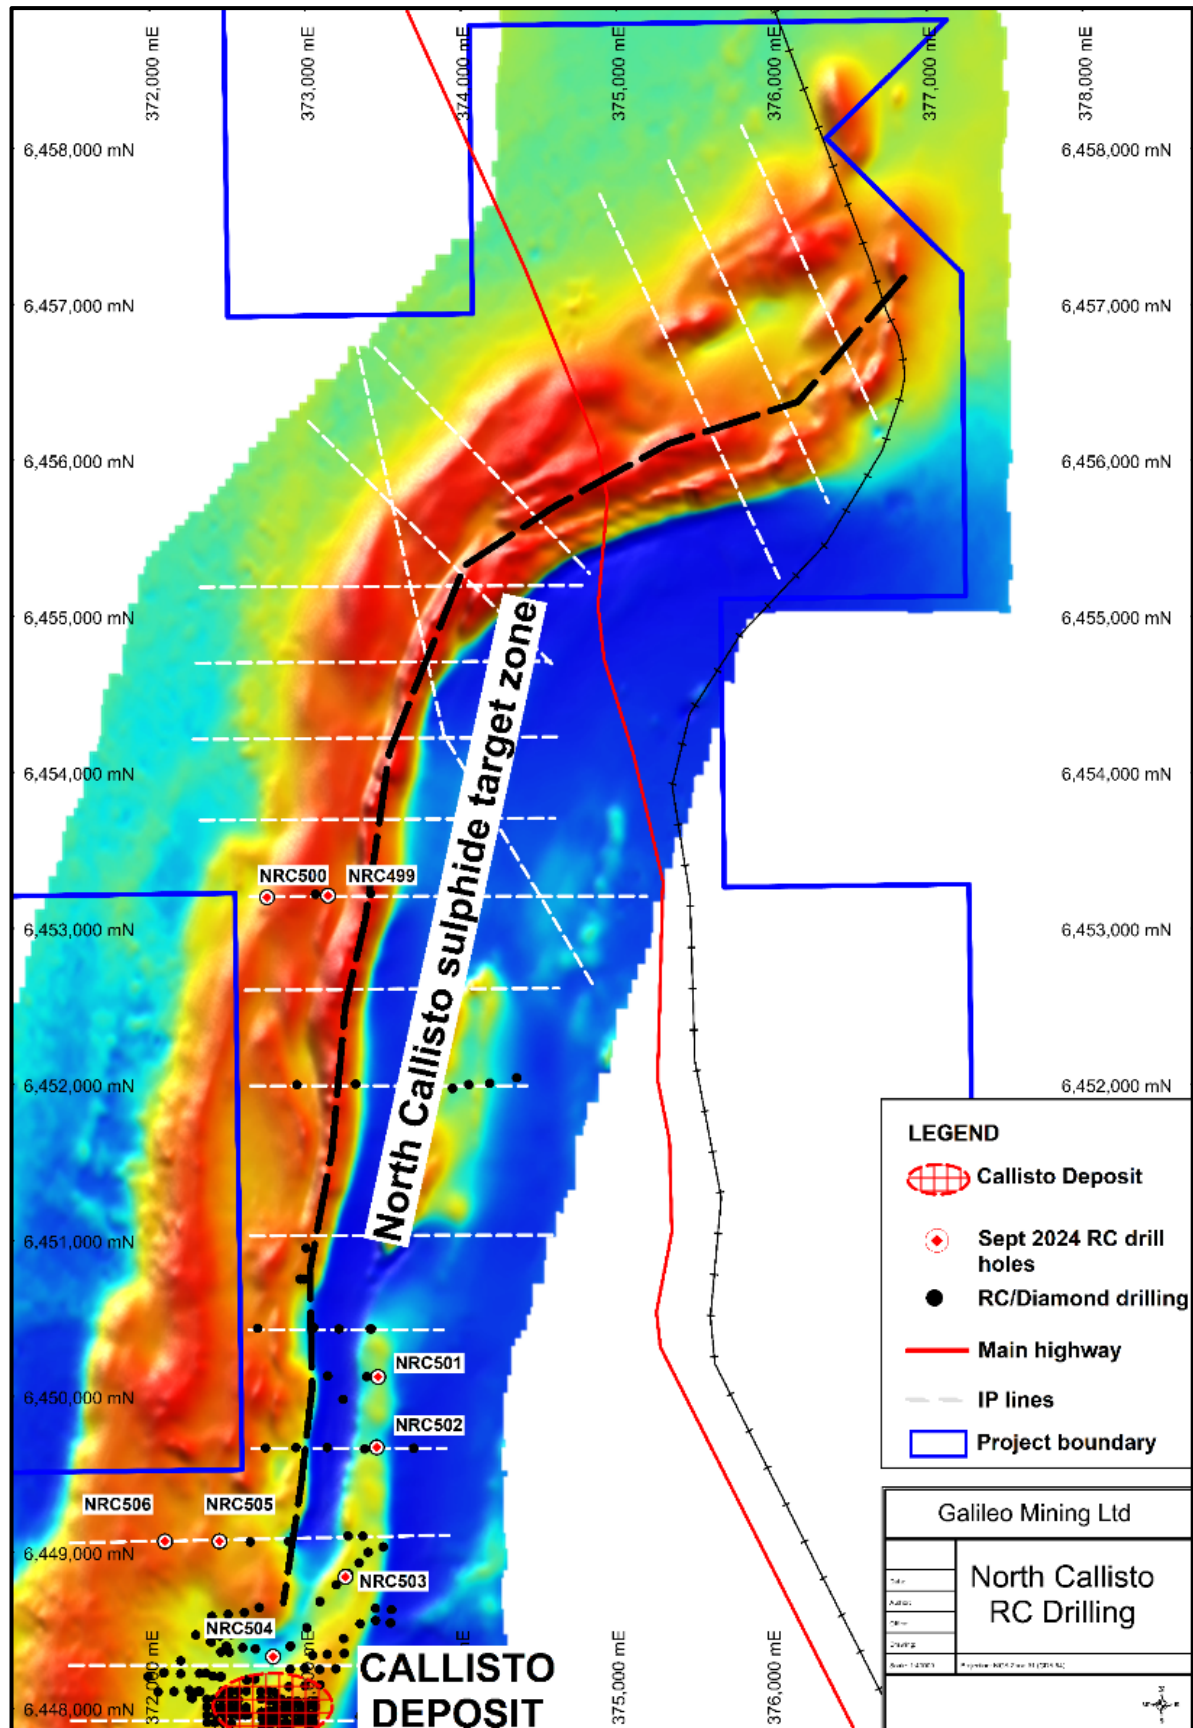 372,000 mE
373,000 mE
374,000 mE
375,000 mE
376,000 mE
377,000 mE
378,000 mE
6,458,000 mN
6,458,000 mN
6,457,000 mN
6,457,000 mN
6,456,000 mN
6,456,000 mN
6,455,000 mN
6,455,000 mN
6,454,000 mN
6,454,000 mN
North Callisto sulphide target zone
NRC500
NRC499
6,453,000 mN
6,453,000 mN
6,452,000 mN
6,452,000 mN
6,451,000 mN
NRC501
6,450,000 mN
NRC502
NRC506
NRC505
6,449,000 mN
NRC503
NRC504
6,448,000 mN
372,000 mE
mE
375,000 mE
376,000 mE
CALLISTO
DEPOSIT
LEGEND
Callisto Deposit
Sept 2024 RC drill
holes
RC/Diamond drilling
Main highway
IP lines
Project boundary
Galileo Mining Ltd
North Callisto
RC Drilling